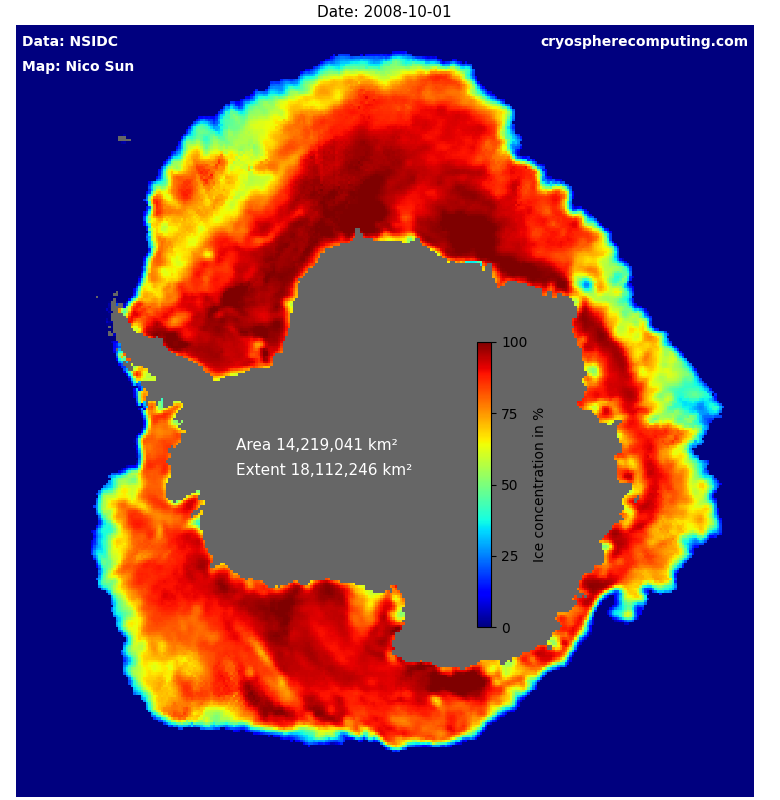 Date: 2008-10-01
Data: NSIDC
cryospherecomputing.com
Map: Nico Sun
100
75
50
25
0
Ice concentration in %
Area 14,219,041 km²
Extent 18,112,246 km²